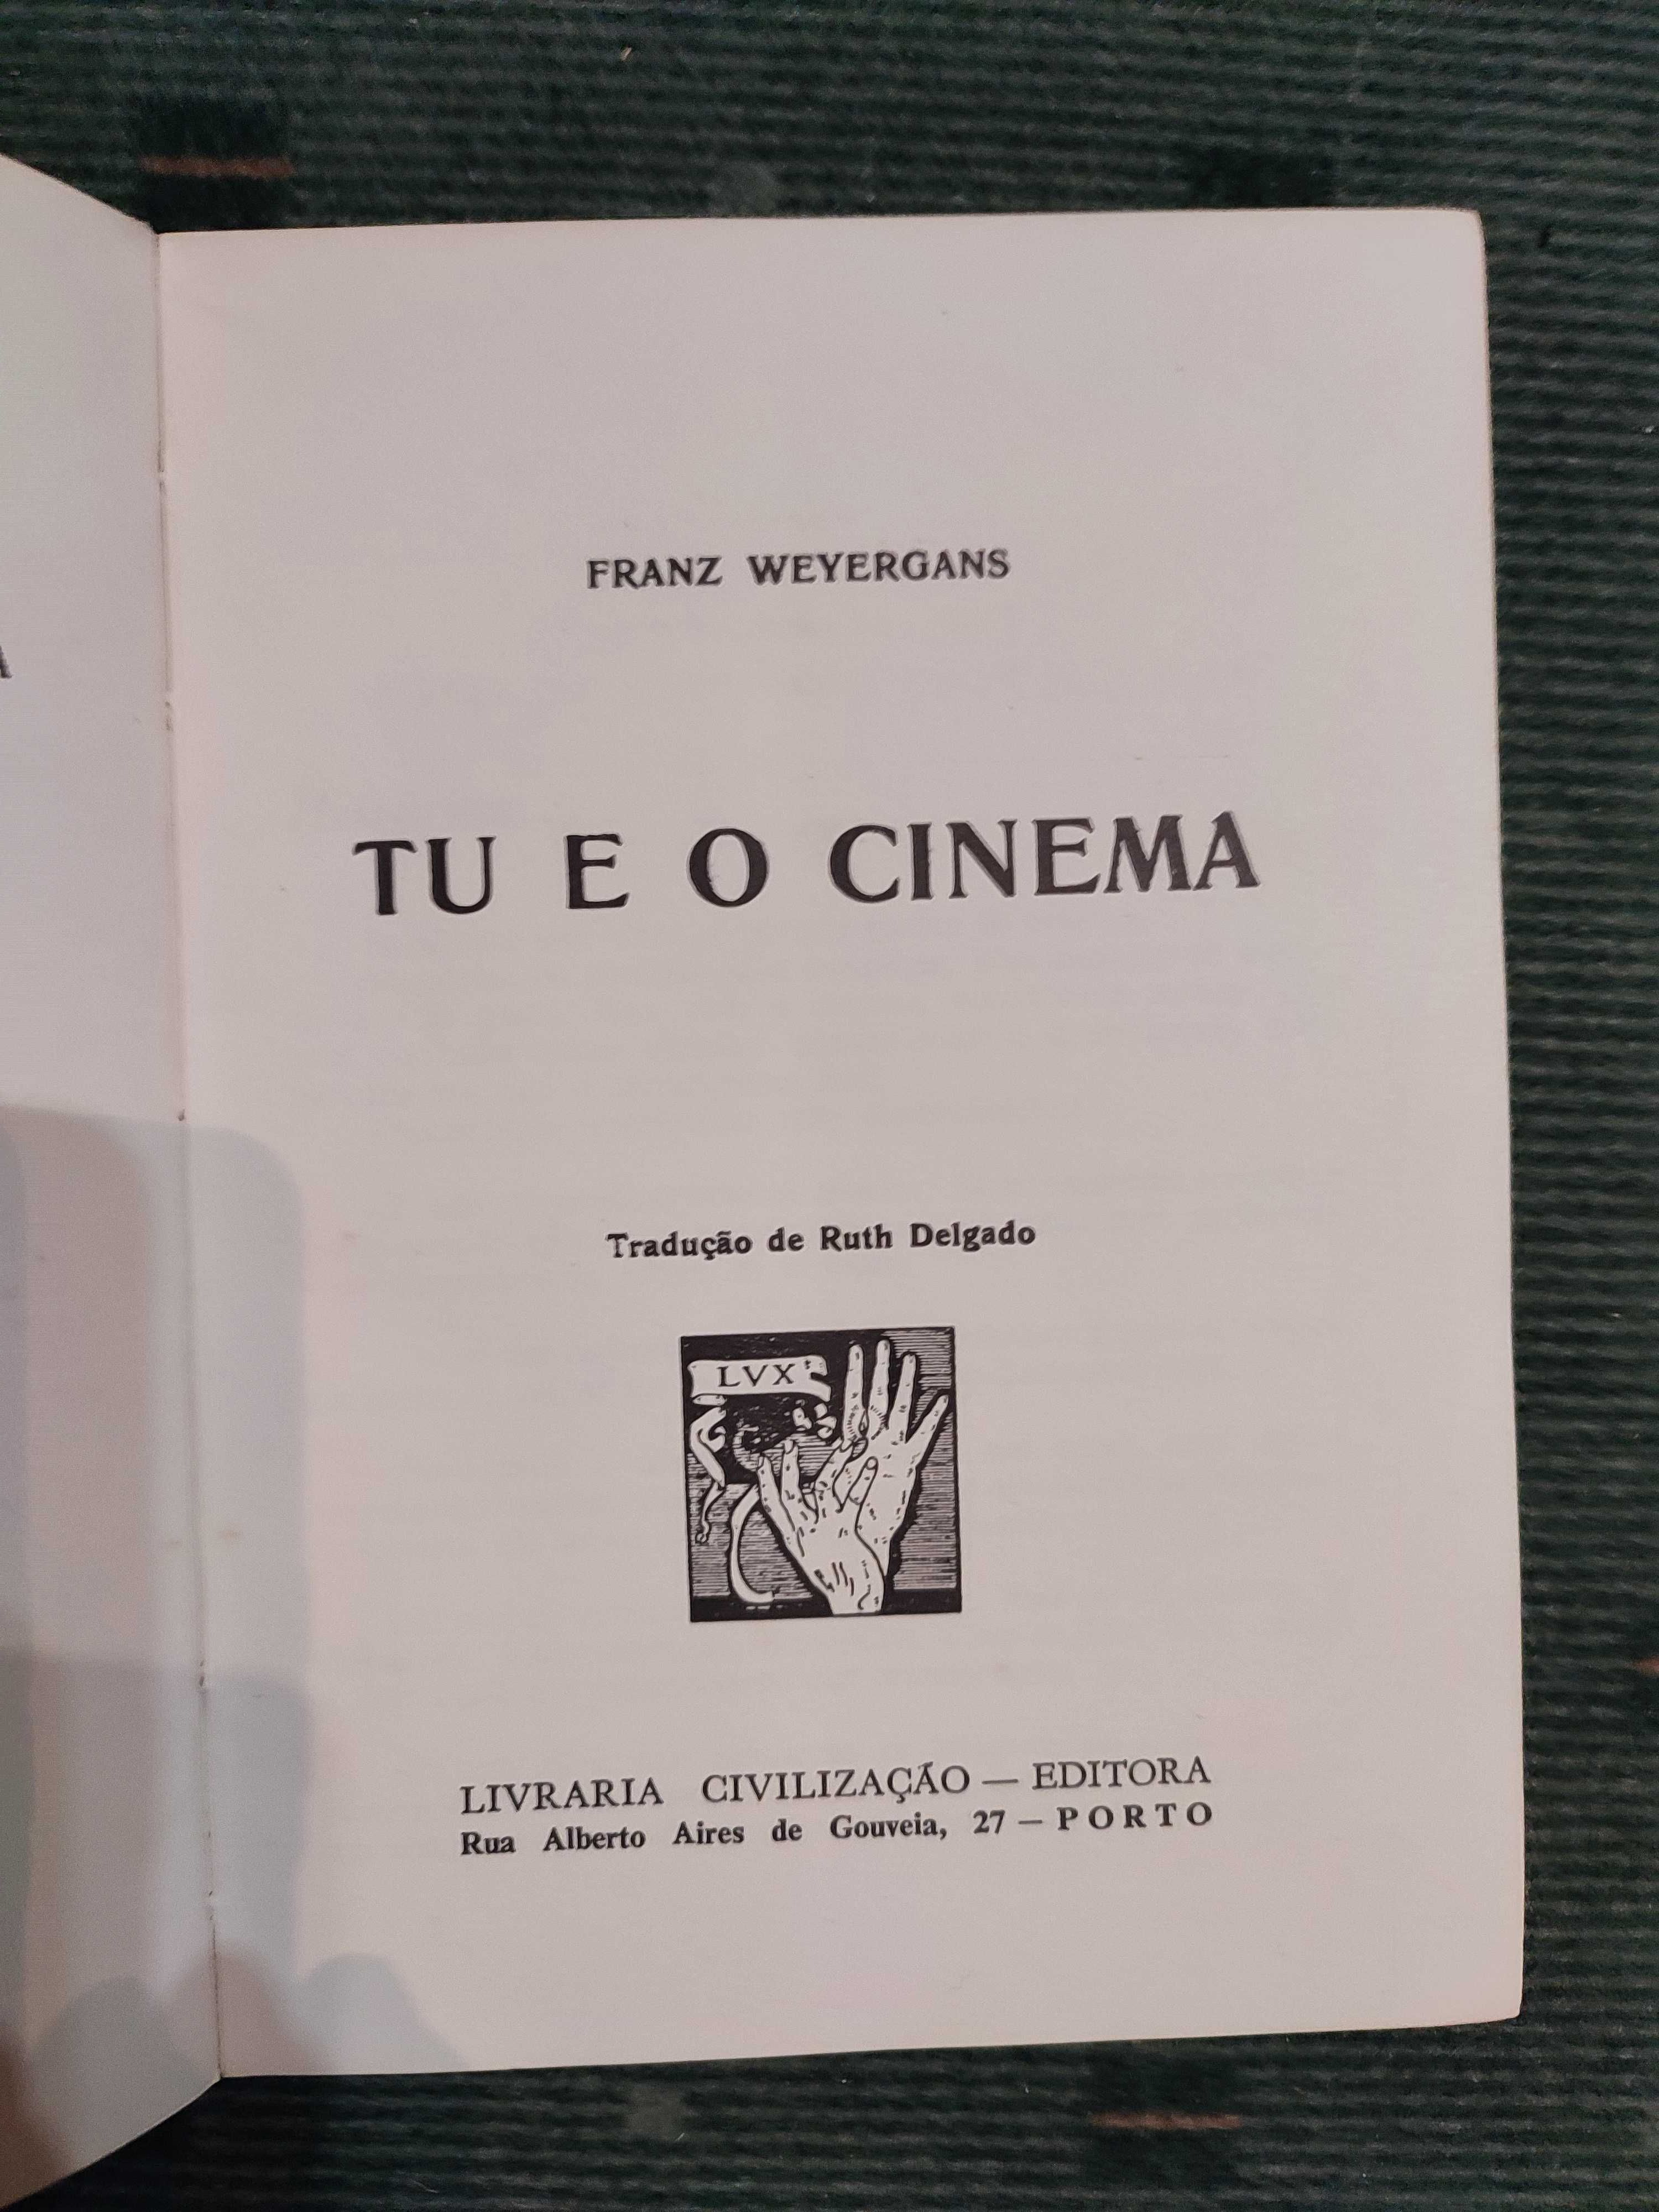 FRANZ WEYERGANS
TU E O CINEMA
Tradução de Ruth Delgado
LVX
LIVRARIA CIVILIZAÇÃO — EDITORA
Rua Alberto Aires de Gouveia, 27 — PORTO